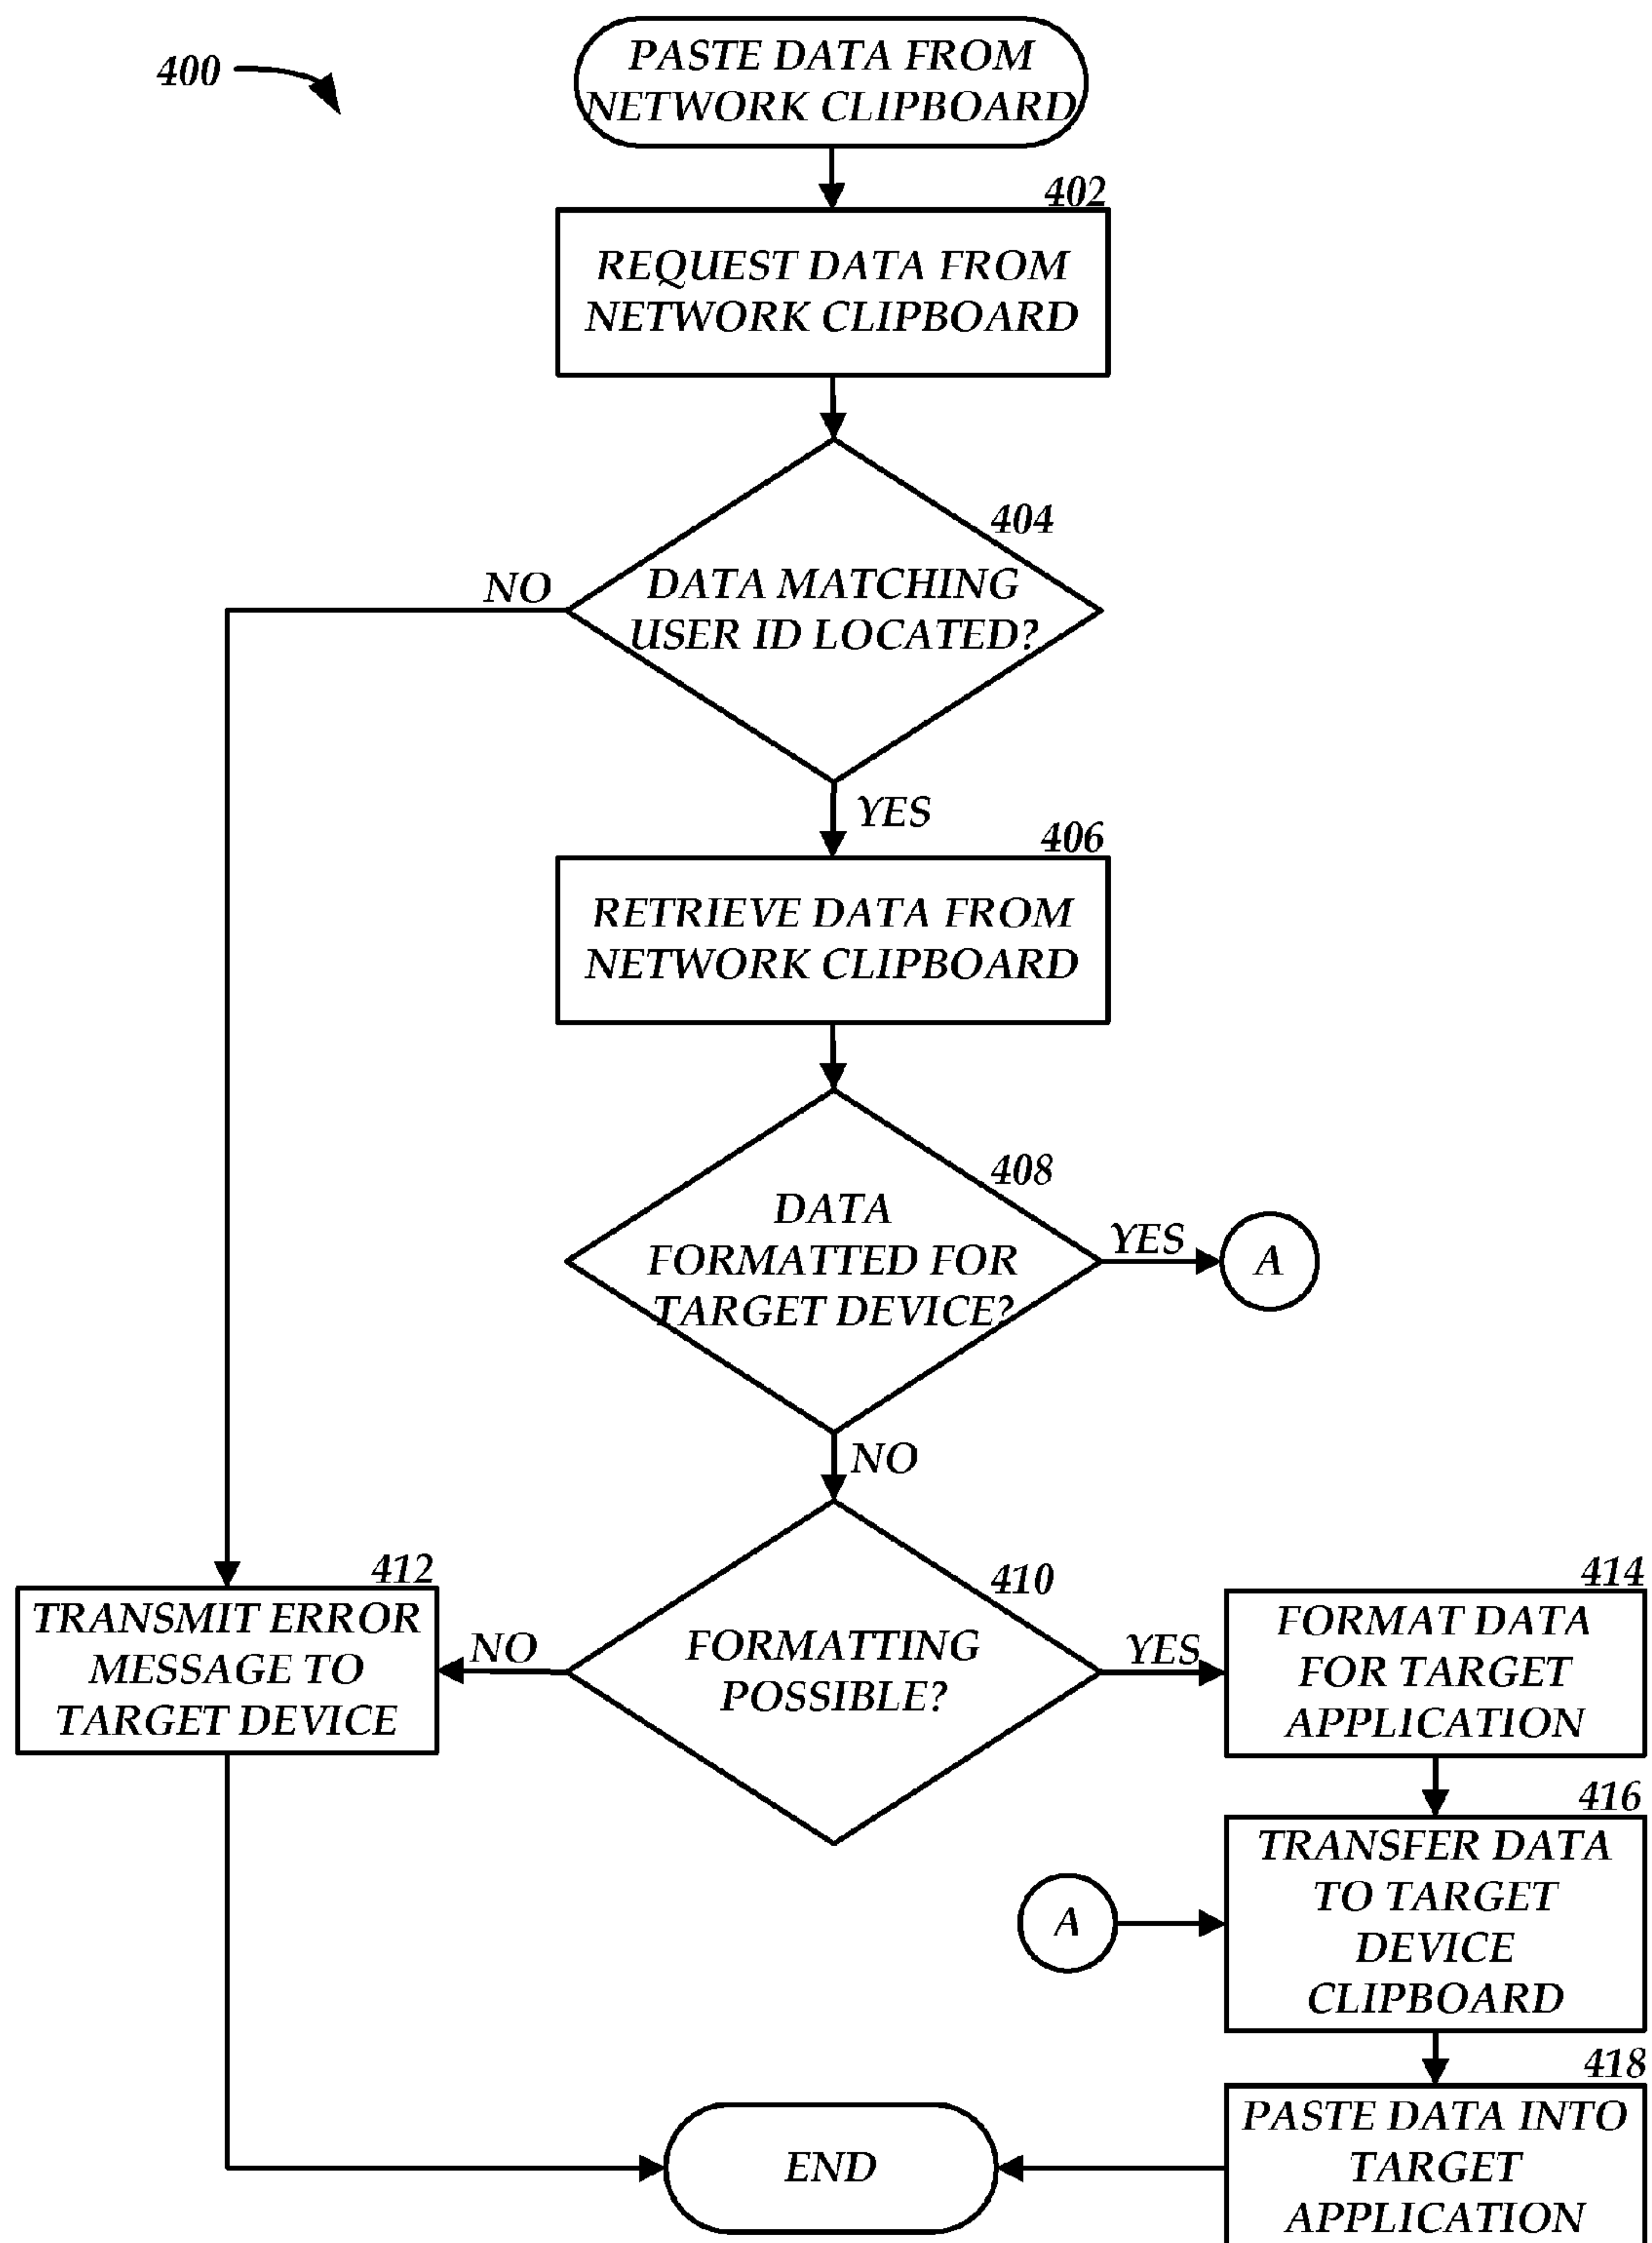 400
PASTE DATA FROM
NETWORK CLIPBOARD
402
REQUEST DATA FROM
NETWORK CLIPBOARD
404
DATA MATCHING
USER ID LOCATED?
NO
YES
406
RETRIEVE DATA FROM
NETWORK CLIPBOARD
408
DATA
FORMATTED FOR
TARGET DEVICE?
YES
A
NO
410
FORMATTING
POSSIBLE?
NO
412
TRANSMIT ERROR
MESSAGE TO
TARGET DEVICE
YES
414
FORMAT DATA
FOR TARGET
APPLICATION
416
TRANSFER DATA
TO TARGET
DEVICE
CLIPBOARD
A
418
PASTE DATA INTO
TARGET
APPLICATION
END